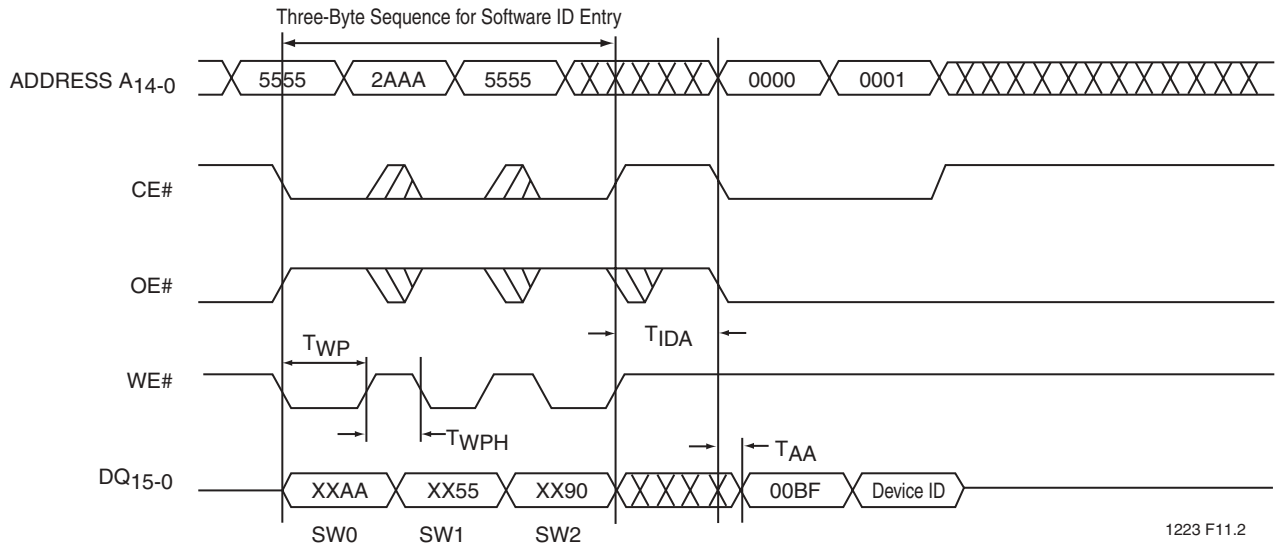 Three-Byte Sequence for Software ID Entry
ADDRESS A14-0
5555 2AAA 5555 0000 0001
CE#
OE#
TIDA
TWP
WE#
TWPH
TAA
DQ15-0
XXAA XX55 XX90 00BF Device ID
SW0 SW1 SW2
1223 F11.2